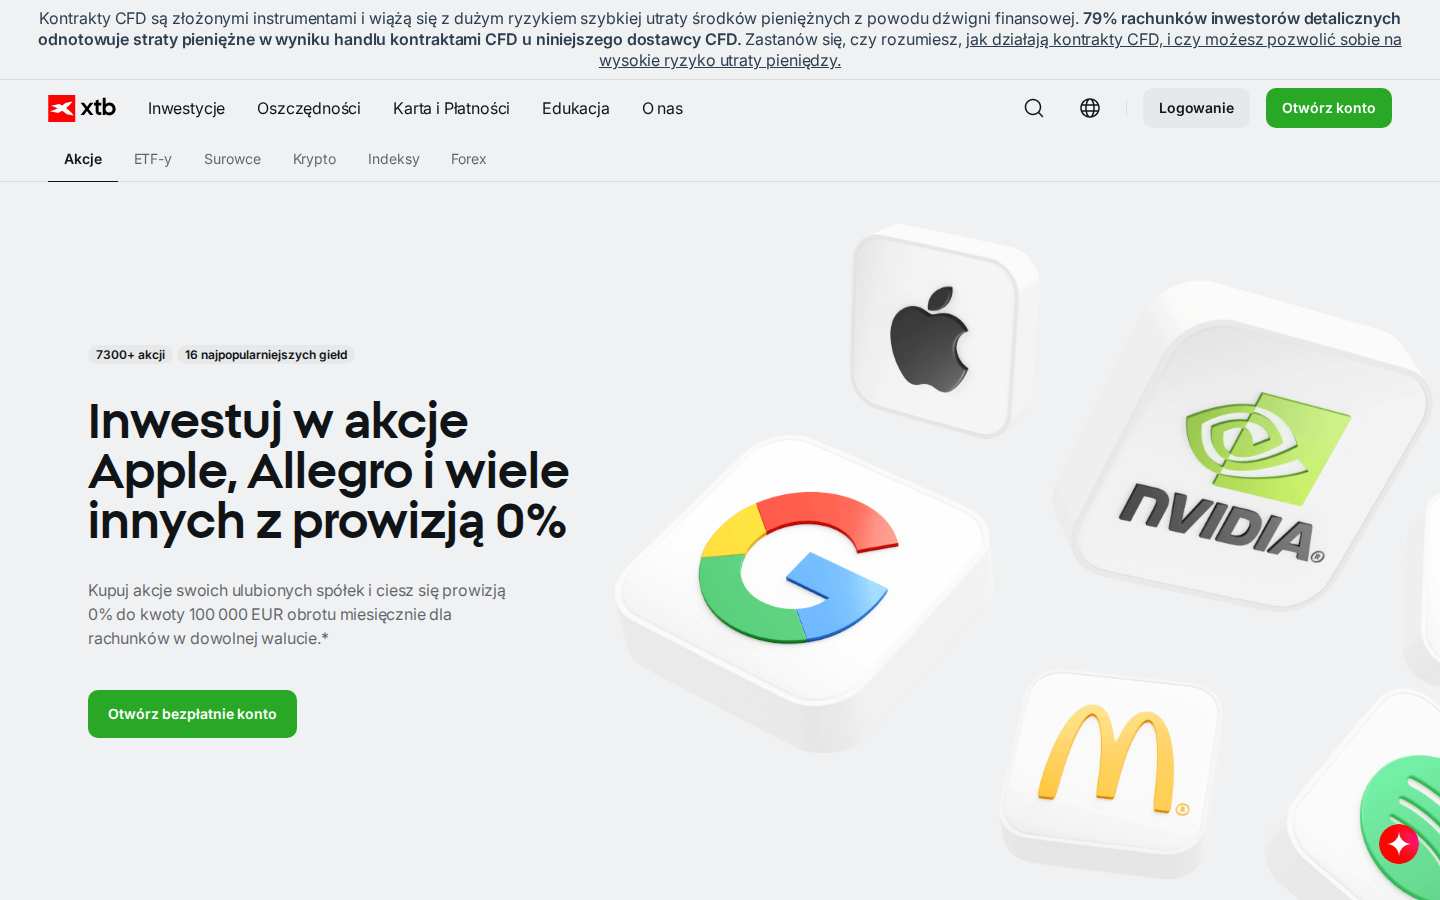 Kontrakty CFD są złożonymi instrumentami i wiążą się z dużym ryzykiem szybkiej utraty środków pieniężnych z powodu dźwigni finansowej. 79% rachunków inwestorów detalicznych
odnotowuje straty pieniężne w wyniku handlu kontraktami CFD u niniejszego dostawcy CFD. Zastanów się, czy rozumiesz, jak działają kontrakty CFD, i czy możesz pozwolić sobie na
wysokie ryzyko utraty pieniędzy.
xtb Inwestycje Oszczędności Karta i Płatności Edukacja O nas Logowanie Otwórz konto
Akcje ETF-y Surowce Krypto Indeksy Forex
7300+ akcji 16 najpopularniejszych giełd
Inwestuj w akcje
Apple, Allegro i wiele
innych z prowizją 0%
Kupuj akcje swoich ulubionych spółek i ciesz się prowizją
0% do kwoty 100 000 EUR obrotu miesięcznie dla
rachunków w dowolnej walucie.*
Otwórz bezpłatnie konto
NVIDIA®